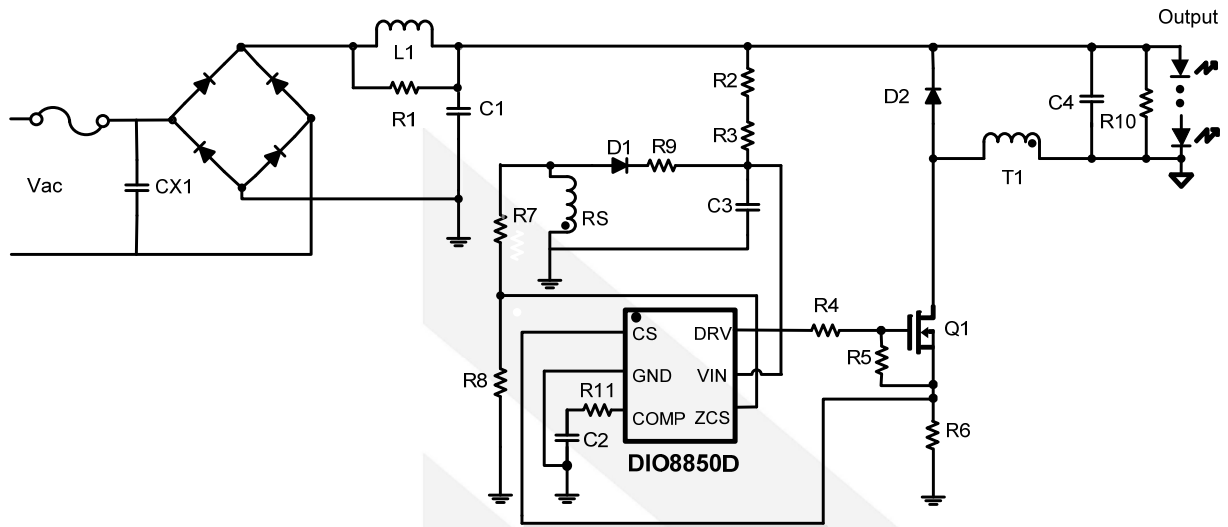 Output
L1
R1
C1
R2
R3
D2
C4
R10
T1
Vac
CX1
D1
R9
C3
R7
RS
R8
CS
GND
COMP
DRV
VIN
ZCS
R11
C2
DIO8850D
R4
R5
Q1
R6